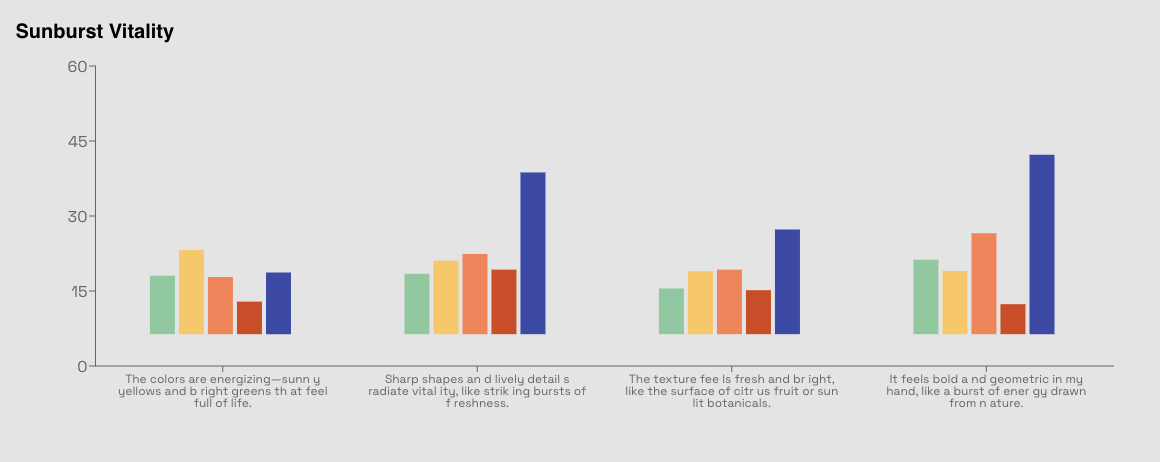 Sunburst Vitality
60
45
30
15
0
The colors are energizing—sunn y
yellows and b right greens th at feel
full of life.
Sharp shapes an d lively detail s
radiate vital ity, like strik ing bursts of
f reshness.
The texture fee ls fresh and br ight,
like the surface of citr us fruit or sun
lit botanicals.
It feels bold a nd geometric in my
hand, like a burst of ener gy drawn
from n ature.